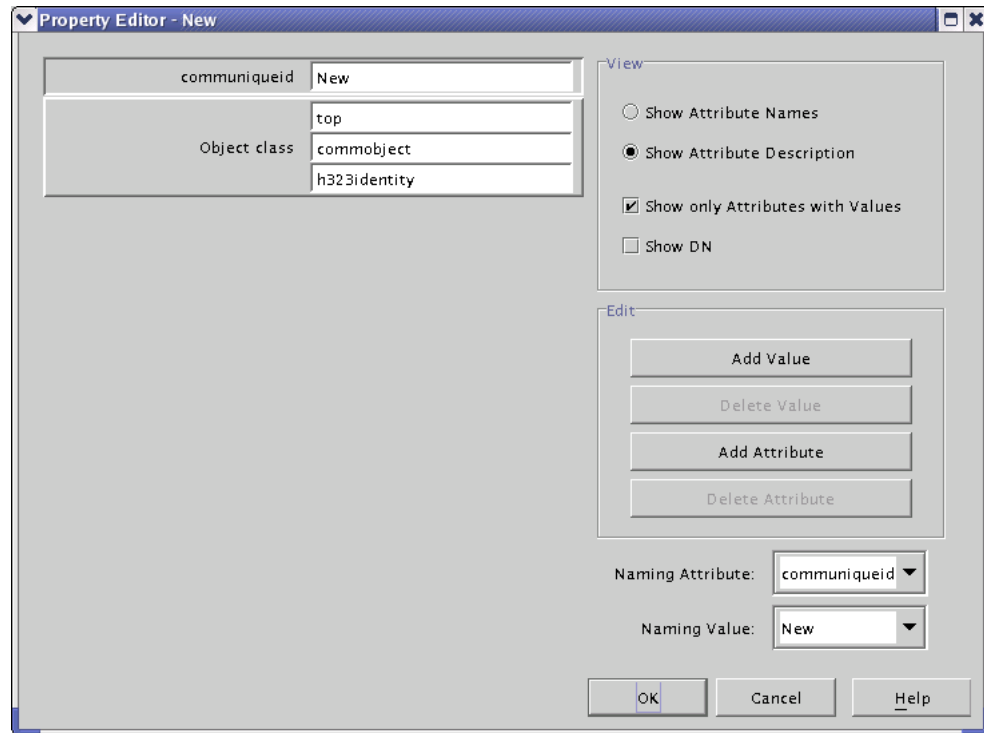 Property Editor - New
communiqueid New
Object class top
commobject
h323identity
View
Show Attribute Names
Show Attribute Description
Show only Attributes with Values
Show DN
Edit
Add Value
Delete Value
Add Attribute
Delete Attribute
Naming Attribute: communiqueid
Naming Value: New
OK Cancel Help